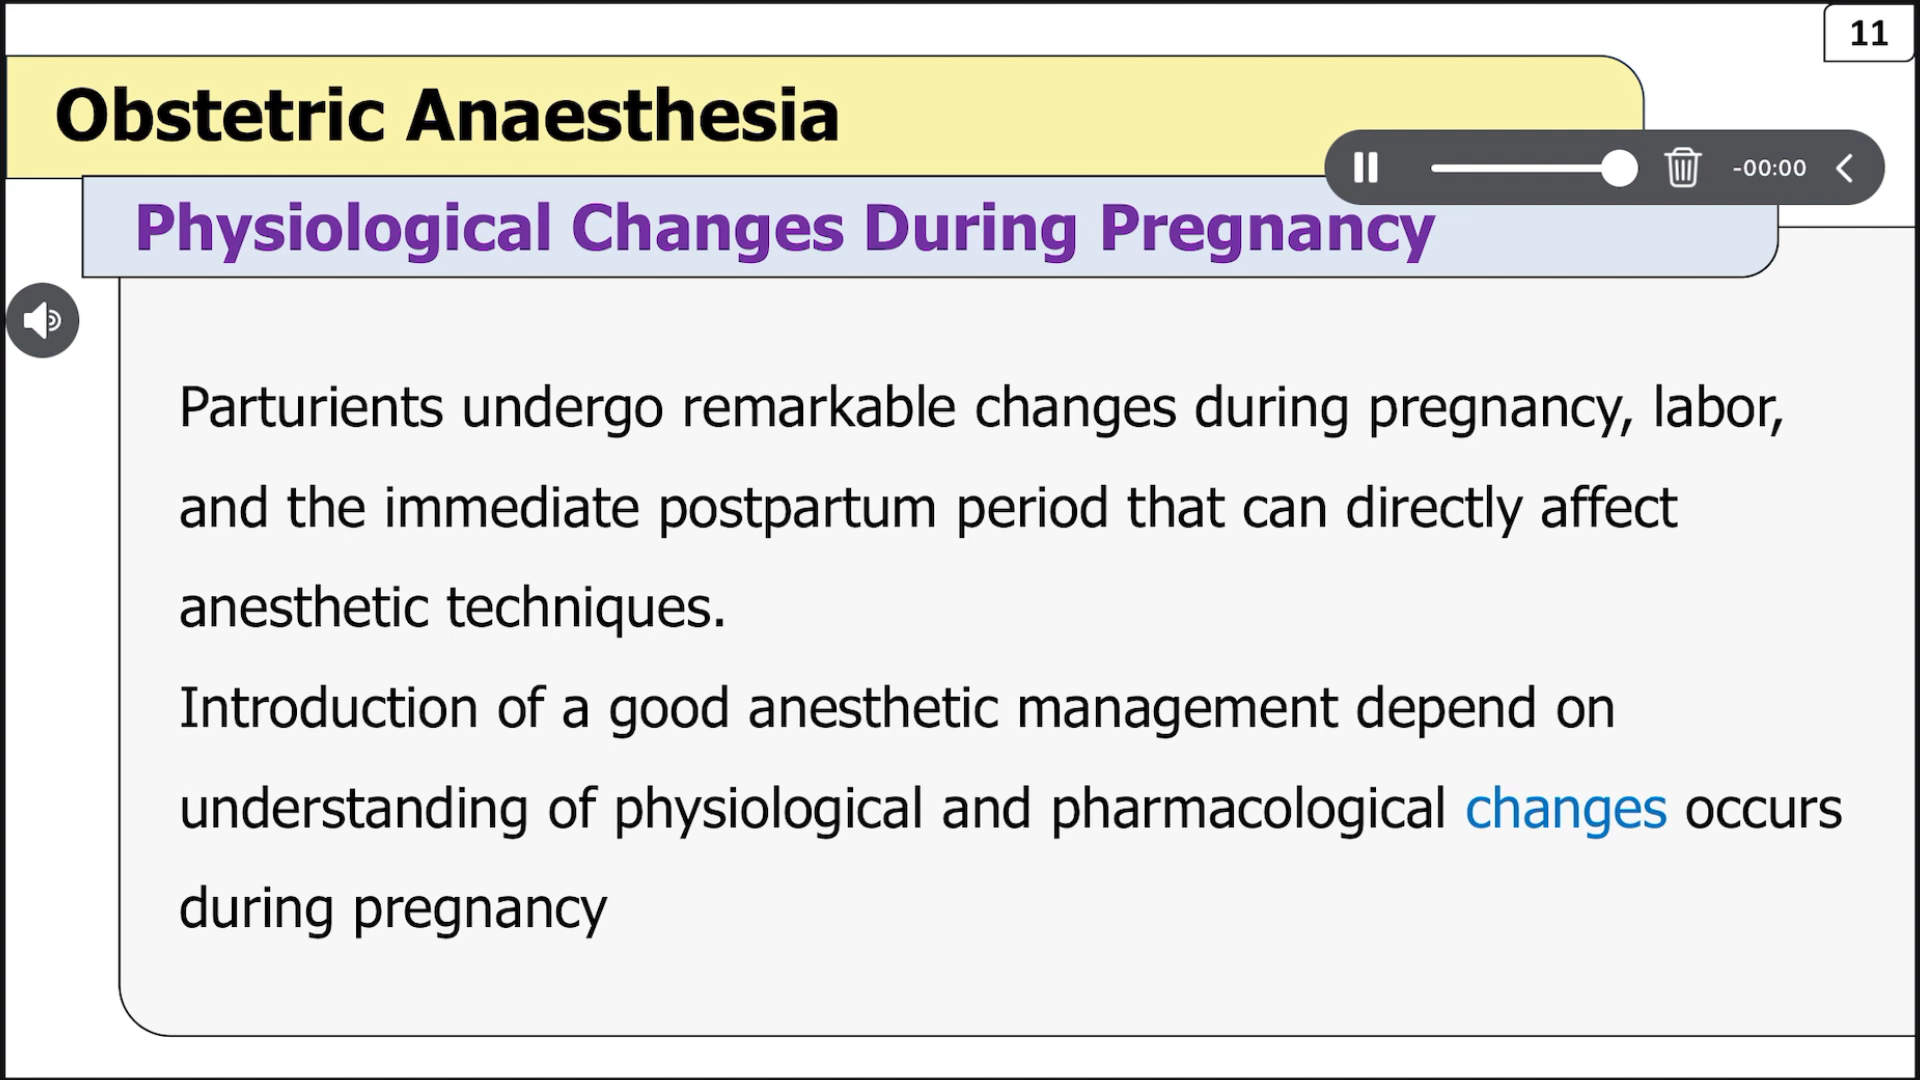 11
Obstetric Anaesthesia
-00:00
Physiological Changes During Pregnancy
Parturients undergo remarkable changes during pregnancy, labor,
and the immediate postpartum period that can directly affect
anesthetic techniques.
Introduction of a good anesthetic management depend on
understanding of physiological and pharmacological changes occurs
during pregnancy